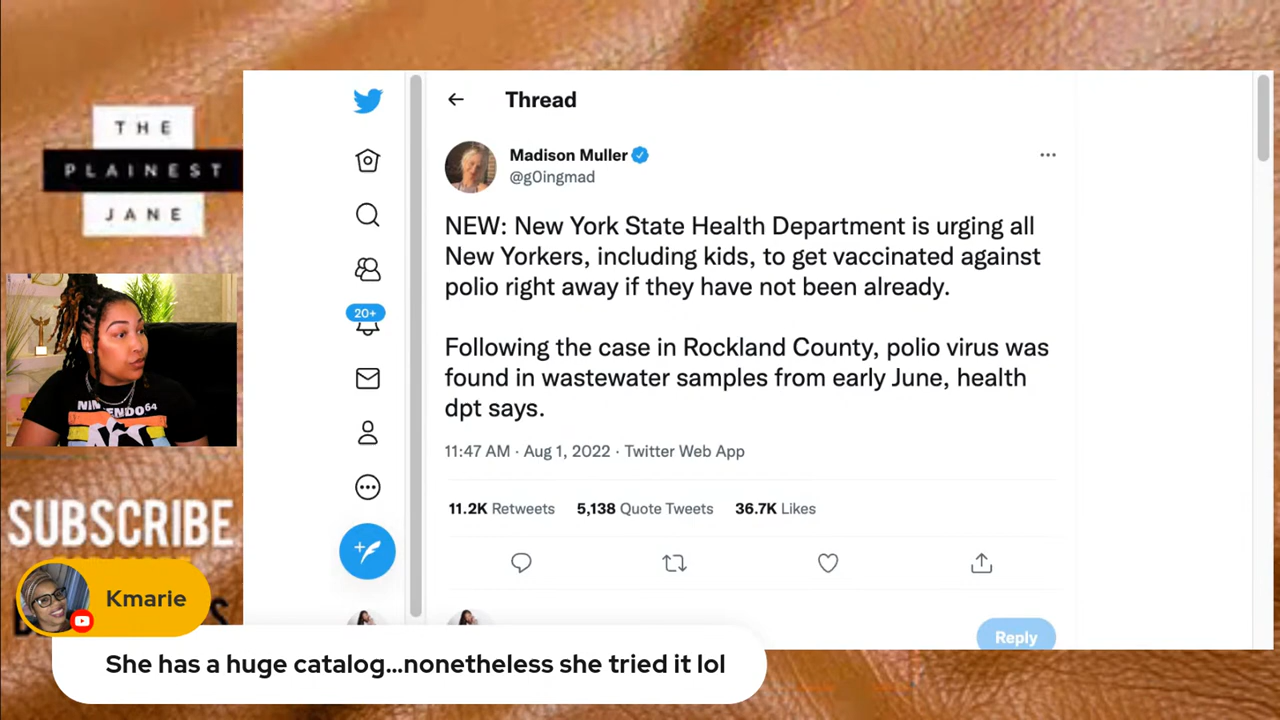 THE
PLAINEST
JANE
NINTENDO64
SUBSCRIBE
Kmarie
She has a huge catalog...nonetheless she tried it lol
20+
Thread
Madison Muller
@g0ingmad
NEW: New York State Health Department is urging all
New Yorkers, including kids, to get vaccinated against
polio right away if they have not been already.
Following the case in Rockland County, polio virus was
found in wastewater samples from early June, health
dpt says.
11:47 AM · Aug 1, 2022 · Twitter Web App
11.2K Retweets 5,138 Quote Tweets 36.7K Likes
Reply